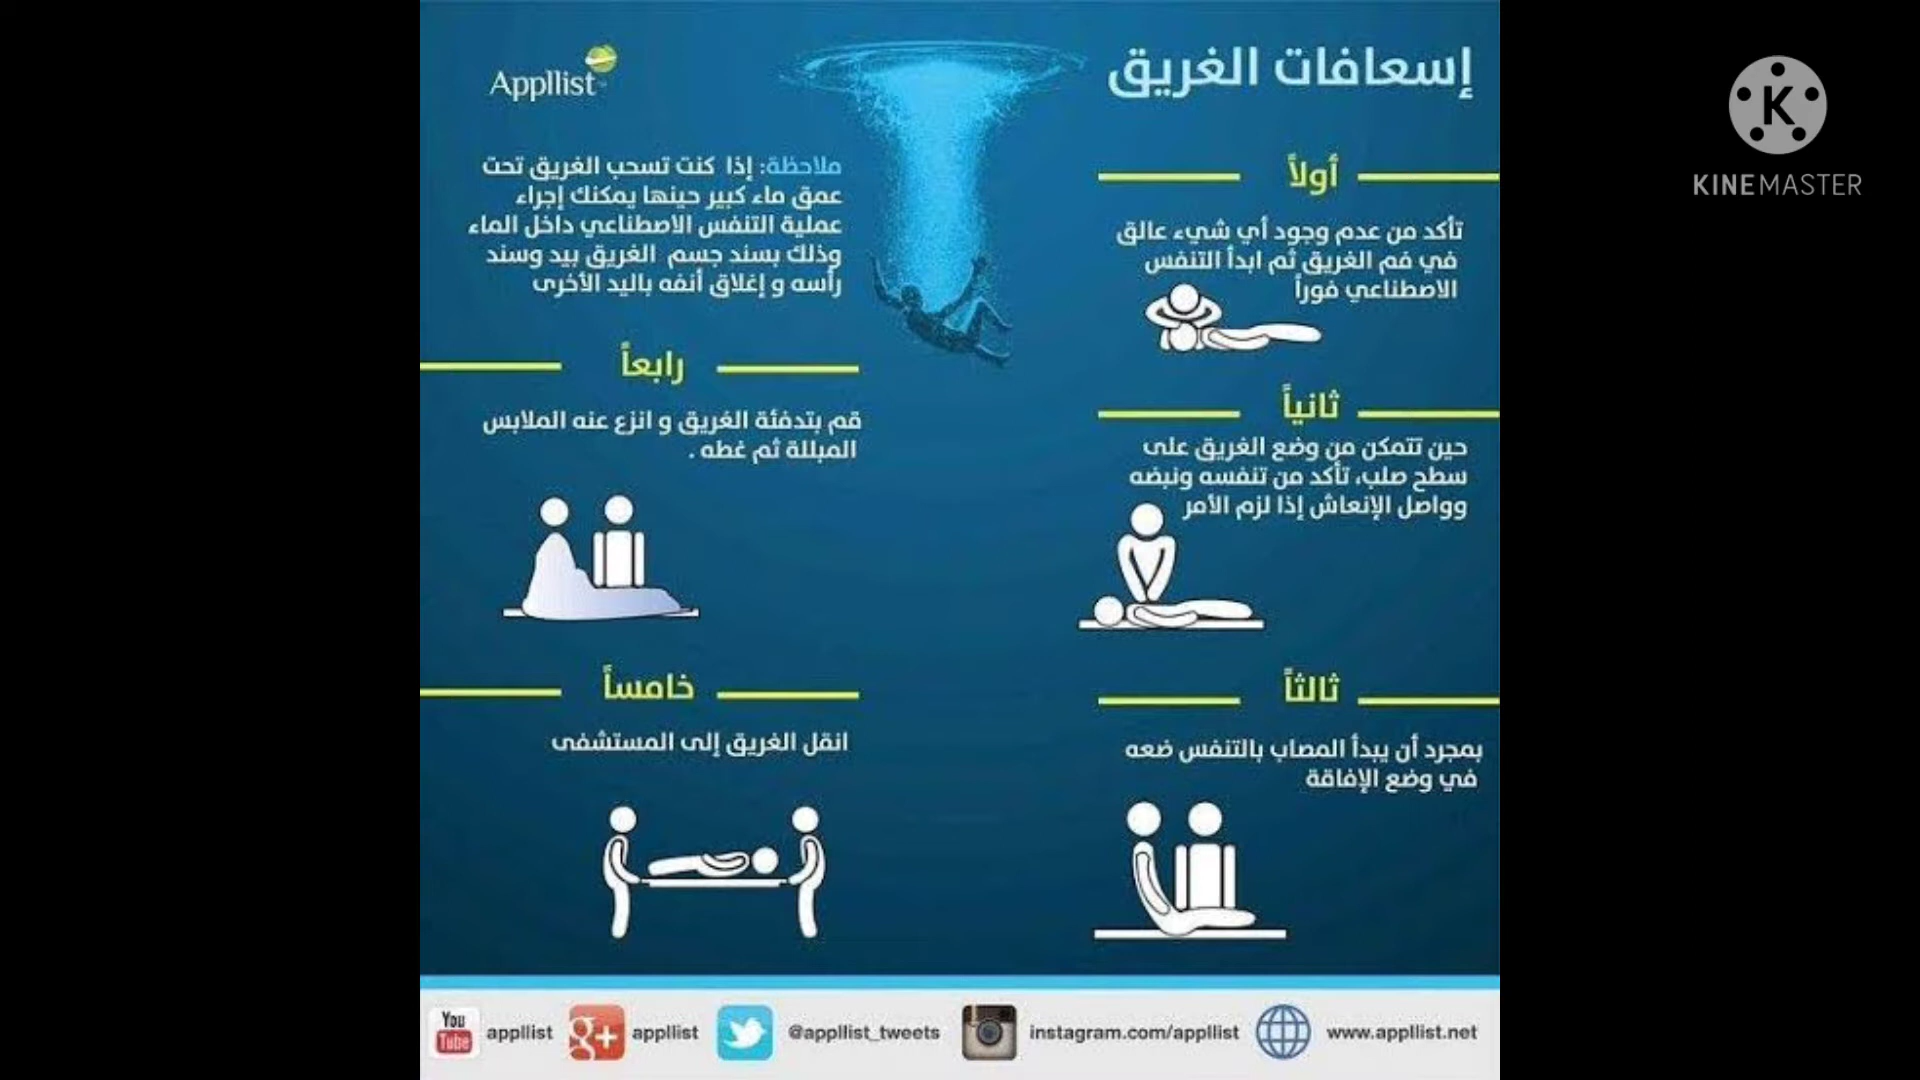 إسعافات الغريق
Appllist
أولاً
تأكد من عدم وجود أي شيء عالق
في فم الغريق ثم ابدأ التنفس
الاصطناعي فوراً
ثانياً
حين تتمكن من وضع الغريق على
سطح صلب، تأكد من تنفسه ونبضه
وواصل الإنعاش إذا لزم الأمر
ثالثاً
بمجرد أن يبدأ المصاب بالتنفس ضعه
في وضع الإفاقة
ملاحظة: إذا كنت تسحب الغريق تحت
عمق ماء كبير حينها يمكنك إجراء
عملية التنفس الاصطناعي داخل الماء
وذلك بسند جسم الغريق بيد وسند
رأسه و إغلاق أنفه باليد الأخرى
رابعاً
قم بتدفئة الغريق و انزع عنه الملابس
المبللة ثم غطه .
خامساً
انقل الغريق إلى المستشفى
You Tube appllist g+ appllist @appllist_tweets instagram.com/appllist www.appllist.net
K
KINEMASTER